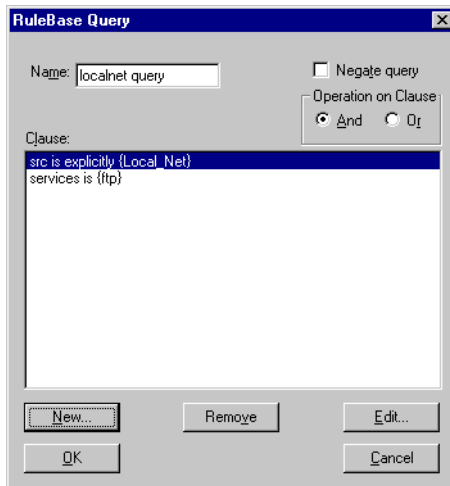 RuleBase Query
Name: localnet query
Negate query
Operation on Clause
And Or
Clause:
src is explicitly {Local_Net}
services is {ftp}
New... Remove Edit...
OK Cancel